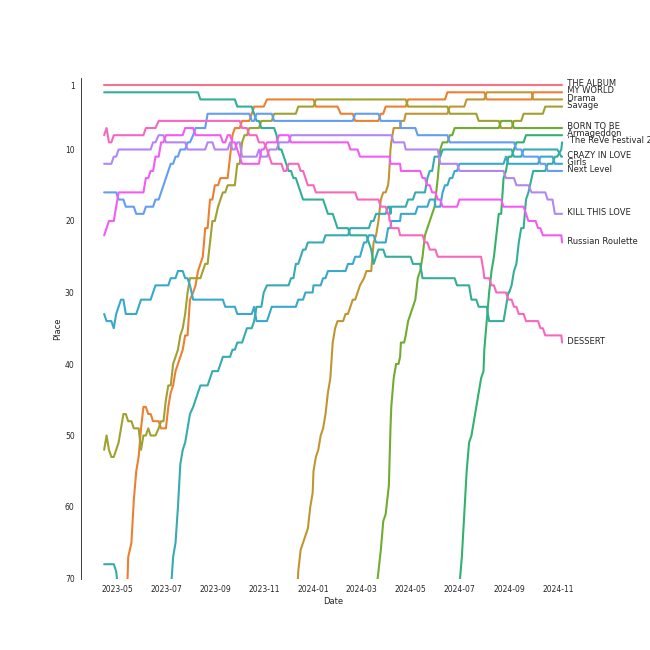 1
10
20
30
40
50
60
70
Place
2023-05
2023-07
2023-09
2023-11
2024-01
2024-03
2024-05
2024-07
2024-09
2024-11
Date
THE ALBUM
MY WORLD
Drama
Savage
BORN TO BE
Armageddon
The ReVe Festival 2
CRAZY IN LOVE
Girls
Next Level
KILL THIS LOVE
Russian Roulette
DESSERT